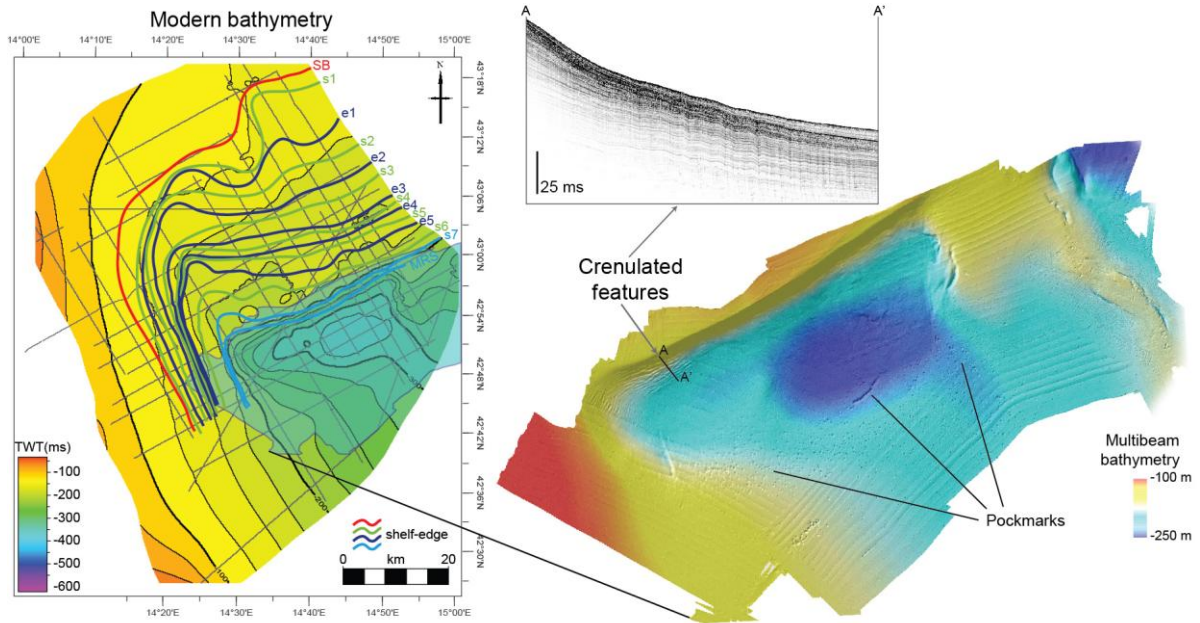 Modern bathymetry
14°00'E 14°10'E 14°20'E 14°30'E 14°40'E 14°50'E 15°00'E
43°18'N
43°12'N
43°06'N
43°00'N
42°54'N
42°48'N
42°42'N
42°36'N
42°30'N
N
SB
s1
e1
s2
e2
s3
e3
s4
e4
s5
e5
s6
s7
MRS
-300
-200
-100
TWT(ms)
-100
-200
-300
-400
-500
-600
shelf-edge
0 km 20
14°20'E 14°30'E 14°40'E 14°50'E 15°00'E
A A'
25 ms
Crenulated
features
A
A'
Pockmarks
Multibeam
bathymetry
-100 m
-250 m